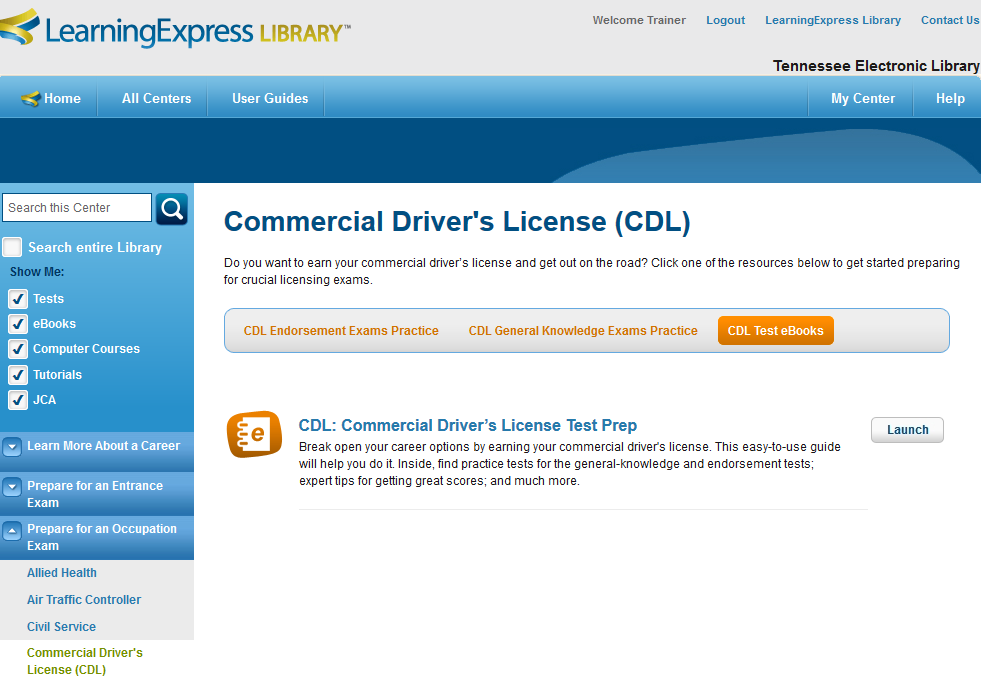 LearningExpress LIBRARY™
Welcome Trainer Logout LearningExpress Library Contact Us
Tennessee Electronic Library
Home All Centers User Guides My Center Help
Search this Center
Search entire Library
Show Me:
Tests
eBooks
Computer Courses
Tutorials
JCA
Learn More About a Career
Prepare for an Entrance
Exam
Prepare for an Occupation
Exam
Allied Health
Air Traffic Controller
Civil Service
Commercial Driver's
License (CDL)
Commercial Driver's License (CDL)
Do you want to earn your commercial driver's license and get out on the road? Click one of the resources below to get started preparing
for crucial licensing exams.
CDL Endorsement Exams Practice CDL General Knowledge Exams Practice CDL Test eBooks
e
CDL: Commercial Driver’s License Test Prep
Launch
Break open your career options by earning your commercial driver's license. This easy-to-use guide
will help you do it. Inside, find practice tests for the general-knowledge and endorsement tests;
expert tips for getting great scores; and much more.